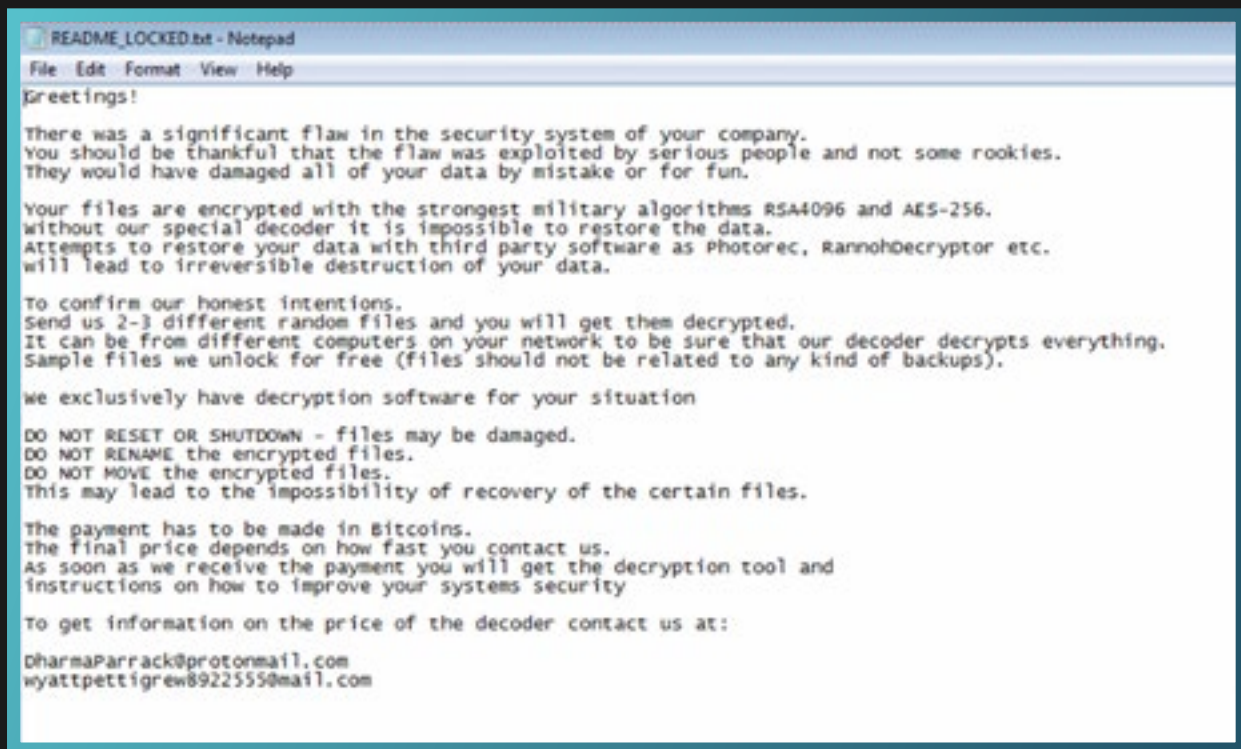 README_LOCKED.txt - Notepad
File Edit Format View Help
Greetings!
There was a significant flaw in the security system of your company.
You should be thankful that the flaw was exploited by serious people and not some rookies.
They would have damaged all of your data by mistake or for fun.
Your files are encrypted with the strongest military algorithms RSA4096 and AES-256.
Without our special decoder it is impossible to restore the data.
Attempts to restore your data with third party software as Photorec, RannohDecryptor etc.
will lead to irreversible destruction of your data.
To confirm our honest intentions.
Send us 2-3 different random files and you will get them decrypted.
It can be from different computers on your network to be sure that our decoder decrypts everything.
Sample files we unlock for free (files should not be related to any kind of backups).
We exclusively have decryption software for your situation
DO NOT RESET OR SHUTDOWN - files may be damaged.
DO NOT RENAME the encrypted files.
DO NOT MOVE the encrypted files.
This may lead to the impossibility of recovery of the certain files.
The payment has to be made in Bitcoins.
The final price depends on how fast you contact us.
As soon as we receive the payment you will get the decryption tool and
instructions on how to improve your systems security
To get information on the price of the decoder contact us at:
DharmaParrack@protonmail.com
wyattpettigrew8922555@mail.com